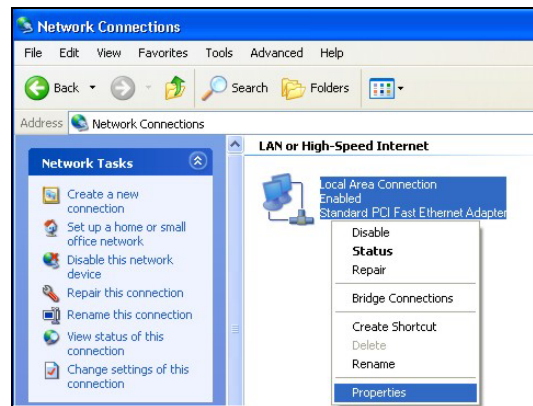 Network Connections
File Edit View Favorites Tools Advanced Help
Back Search Folders
Address Network Connections
Network Tasks
Create a new
connection
Set up a home or small
office network
Disable this network
device
Repair this connection
Rename this connection
View status of this
connection
Change settings of this
connection
LAN or High-Speed Internet
Local Area Connection
Enabled
Standard PCI Fast Ethernet Adapter
Disable
Status
Repair
Bridge Connections
Create Shortcut
Delete
Rename
Properties